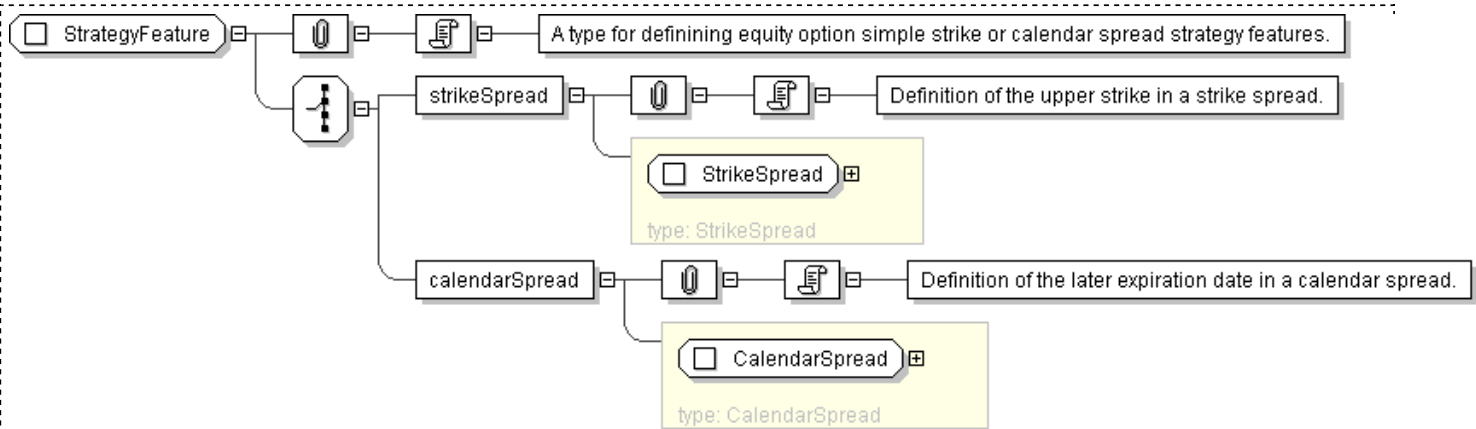 StrategyFeature
A type for definining equity option simple strike or calendar spread strategy features.
strikeSpread
Definition of the upper strike in a strike spread.
StrikeSpread
type: StrikeSpread
calendarSpread
Definition of the later expiration date in a calendar spread.
CalendarSpread
type: CalendarSpread